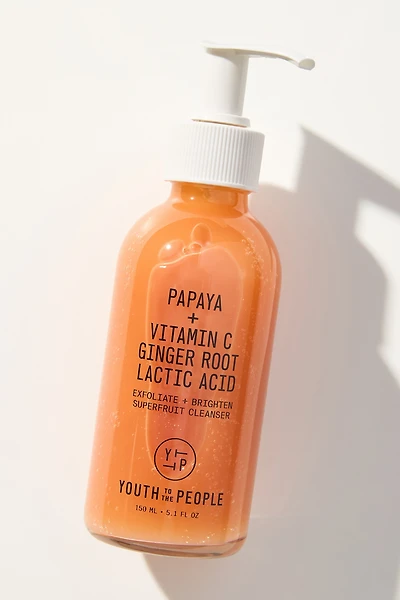 PAPAYA
+
VITAMIN C
GINGER ROOT
LACTIC ACID
EXFOLIATE + BRIGHTEN
SUPERFRUIT CLEANSER
YTTP
YOUTH TO THE PEOPLE
150 ML • 5.1 FL OZ